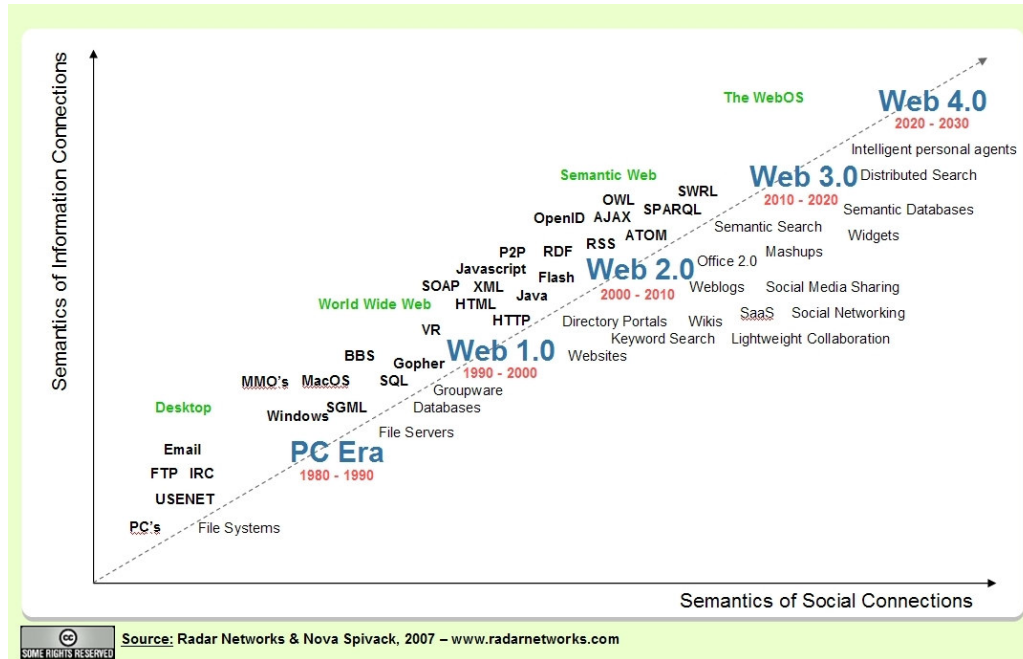 Semantics of Information Connections
The WebOS
Web 4.0
2020 - 2030
Intelligent personal agents
Semantic Web
Web 3.0
Distributed Search
2010 - 2020
SWRL
OWL
SPARQL
Semantic Databases
OpenID
AJAX
Semantic Search
Widgets
ATOM
RSS
P2P
RDF
Mashups
Office 2.0
Javascript
Web 2.0
Flash
SOAP
XML
Weblogs
Social Media Sharing
2000 - 2010
Java
World Wide Web
HTML
SaaS
Social Networking
HTTP
Directory Portals
Wikis
VR
Keyword Search
Lightweight Collaboration
Web 1.0
Websites
BBS
Gopher
1990 - 2000
MMO's
MacOS
SQL
Groupware
Desktop
SGML
Databases
Windows
File Servers
Email
PC Era
1980 - 1990
FTP IRC
USENET
PC's
File Systems
Semantics of Social Connections
cc
SOME RIGHTS RESERVED
Source: Radar Networks & Nova Spivack, 2007 – www.radarnetworks.com